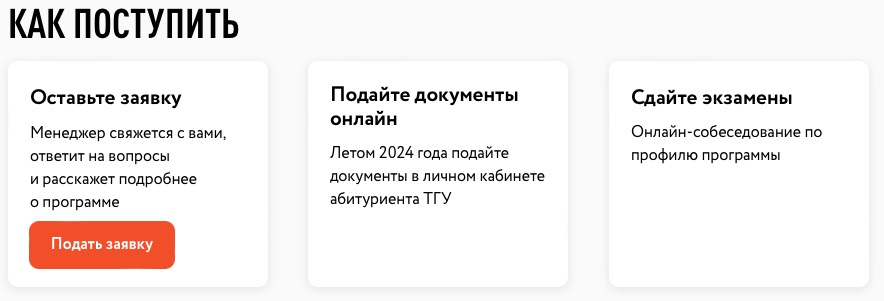 КАК ПОСТУПИТЬ
Оставьте заявку
Менеджер свяжется с вами,
ответит на вопросы
и расскажет подробнее
о программе
Подать заявку
Подайте документы
онлайн
Летом 2024 года подайте
документы в личном кабинете
абитуриента ТГУ
Сдайте экзамены
Онлайн-собеседование по
профилю программы